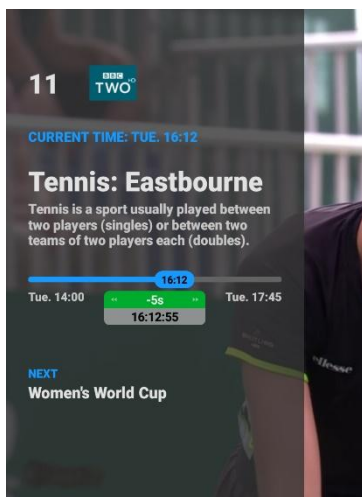 11
BBC
TWO HD
CURRENT TIME: TUE. 16:12
Tennis: Eastbourne
Tennis is a sport usually played between
two players (singles) or between two
teams of two players each (doubles).
16:12
Tue. 14:00
-5s
Tue. 17:45
16:12:55
ellesse
NEXT
Women's World Cup